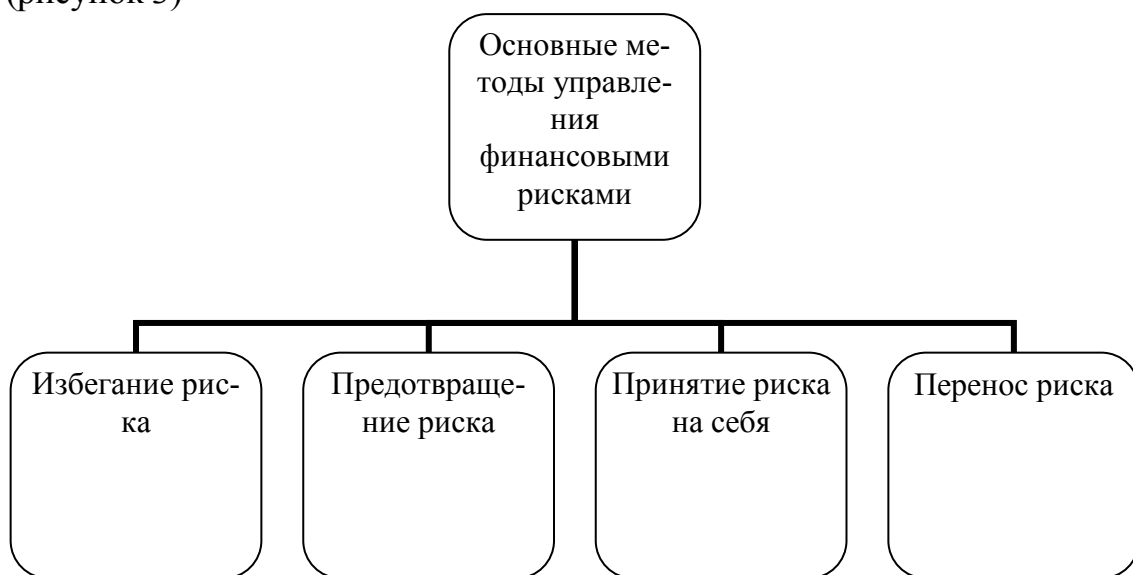 (рисунок 3)
Основные ме-
тоды управле-
ния
финансовыми
рисками
Избегание рис-
ка
Предотвраще-
ние риска
Принятие риска
на себя
Перенос риска